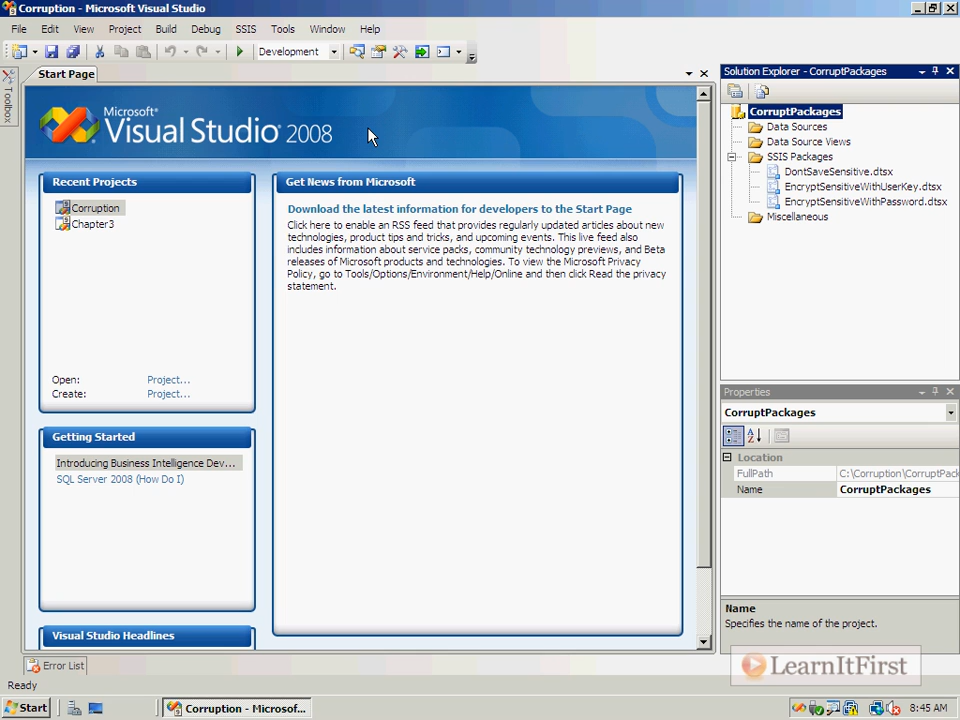 Corruption - Microsoft Visual Studio
File Edit View Project Build Debug SSIS Tools Window Help
Development
Toolbox
Start Page
Microsoft®
Visual Studio® 2008
Recent Projects
Corruption
Chapter3
Open: Project...
Create: Project...
Getting Started
Introducing Business Intelligence Dev...
SQL Server 2008 (How Do I)
Visual Studio Headlines
Get News from Microsoft
Download the latest information for developers to the Start Page
Click here to enable an RSS feed that provides regularly updated articles about new
technologies, product tips and tricks, and upcoming events. This live feed also
includes information about service packs, community technology previews, and Beta
releases of Microsoft products and technologies. To view the Microsoft Privacy
Policy, go to Tools/Options/Environment/Help/Online and then click Read the privacy
statement.
Solution Explorer - CorruptPackages
CorruptPackages
Data Sources
Data Source Views
SSIS Packages
DontSaveSensitive.dtsx
EncryptSensitiveWithUserKey.dtsx
EncryptSensitiveWithPassword.dtsx
Miscellaneous
Properties
CorruptPackages
Location
FullPath C:\Corruption\CorruptPack
Name CorruptPackages
Name
Specifies the name of the project.
LearnItFirst
Error List
Ready
Start
Corruption - Microsof...
8:45 AM